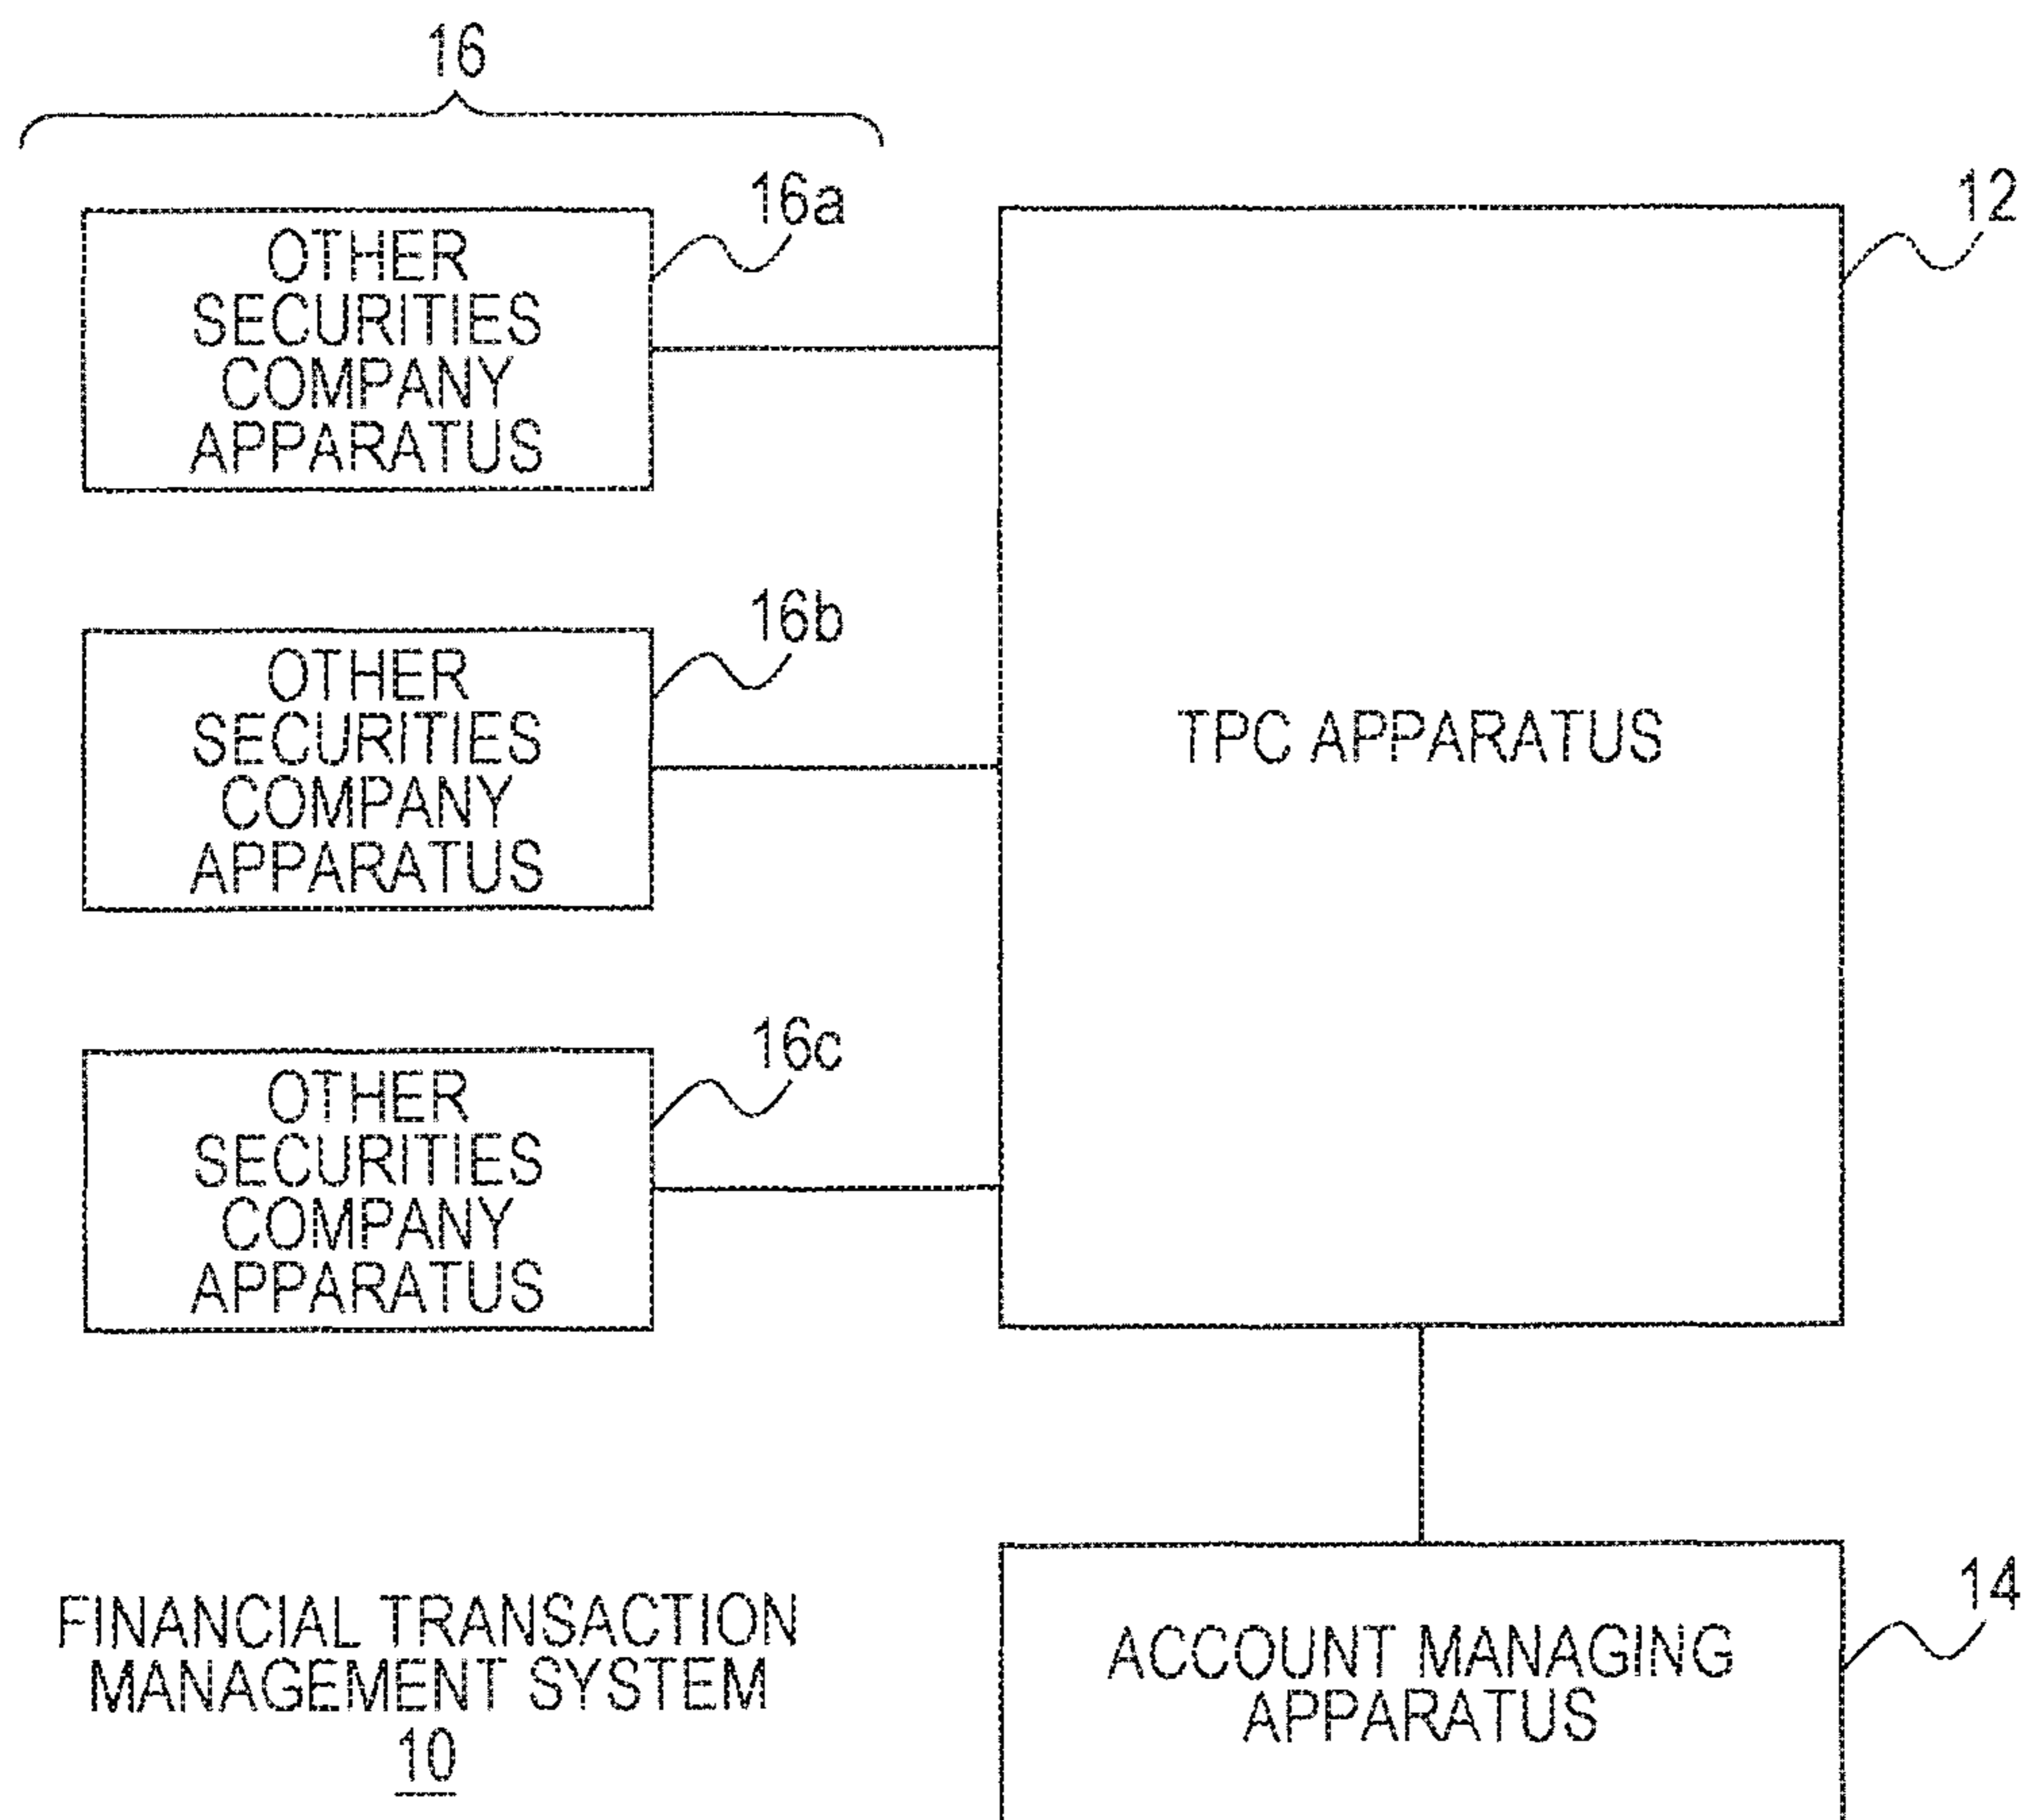 16
16a
12
OTHER
SECURITIES
COMPANY
APPARATUS
16b
OTHER
SECURITIES
COMPANY
APPARATUS
TPC APPARATUS
16c
OTHER
SECURITIES
COMPANY
APPARATUS
14
FINANCIAL TRANSACTION
MANAGEMENT SYSTEM
10
ACCOUNT MANAGING
APPARATUS